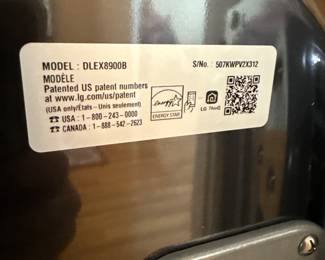 MODEL : DLEX8900B S/No. : 507KWPV2X312
MODÈLE
Patented US patent numbers
at www.lg.com/us/patent
(USA only/États - Unis seulement)
☎ USA : 1-800-243-0000
☎ CANADA : 1-888-542-2623
energy
ENERGY STAR
LG ThinQ